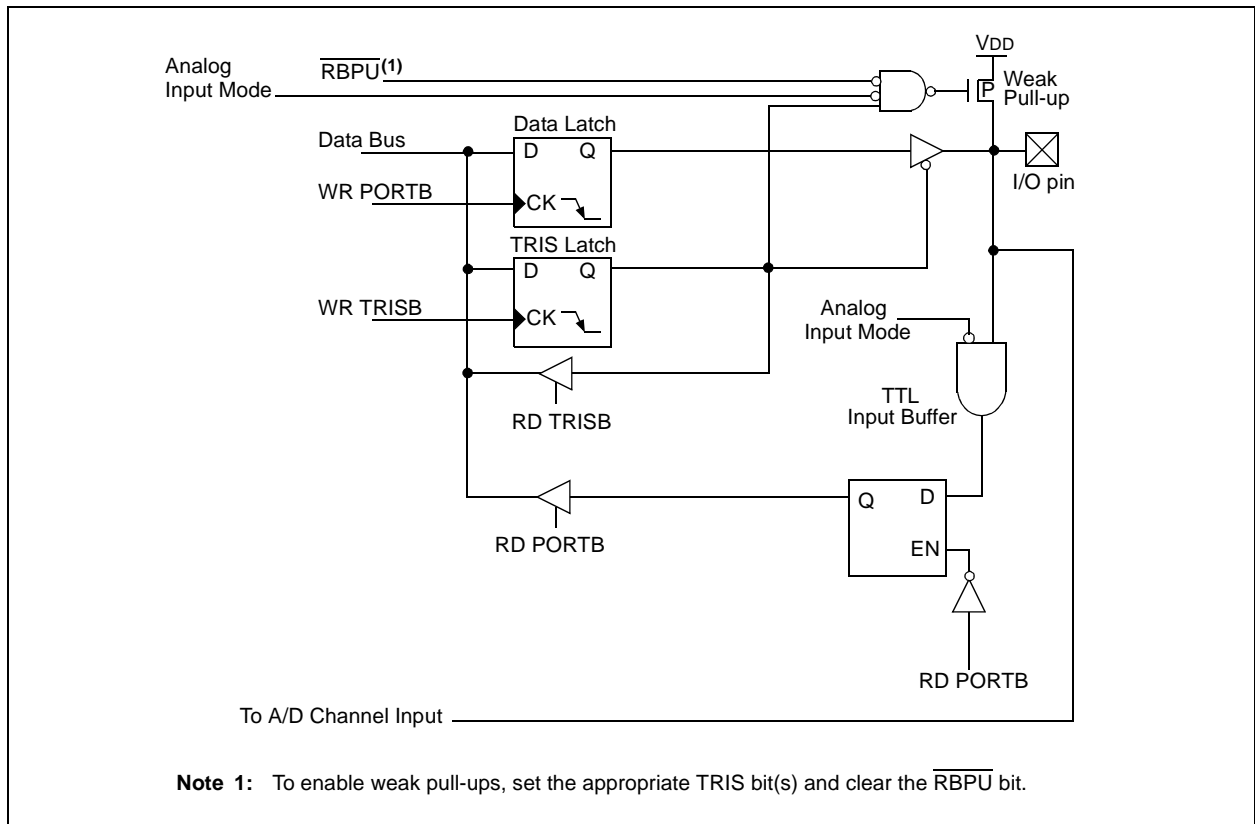 VDD
Analog
Input Mode
RBPU(1)
P
Weak
Pull-up
Data Latch
Data Bus
D Q
I/O pin
WR PORTB
CK
TRIS Latch
D Q
WR TRISB
CK
Analog
Input Mode
TTL
Input Buffer
RD TRISB
Q D
EN
RD PORTB
RD PORTB
To A/D Channel Input
Note 1: To enable weak pull-ups, set the appropriate TRIS bit(s) and clear the RBPU bit.